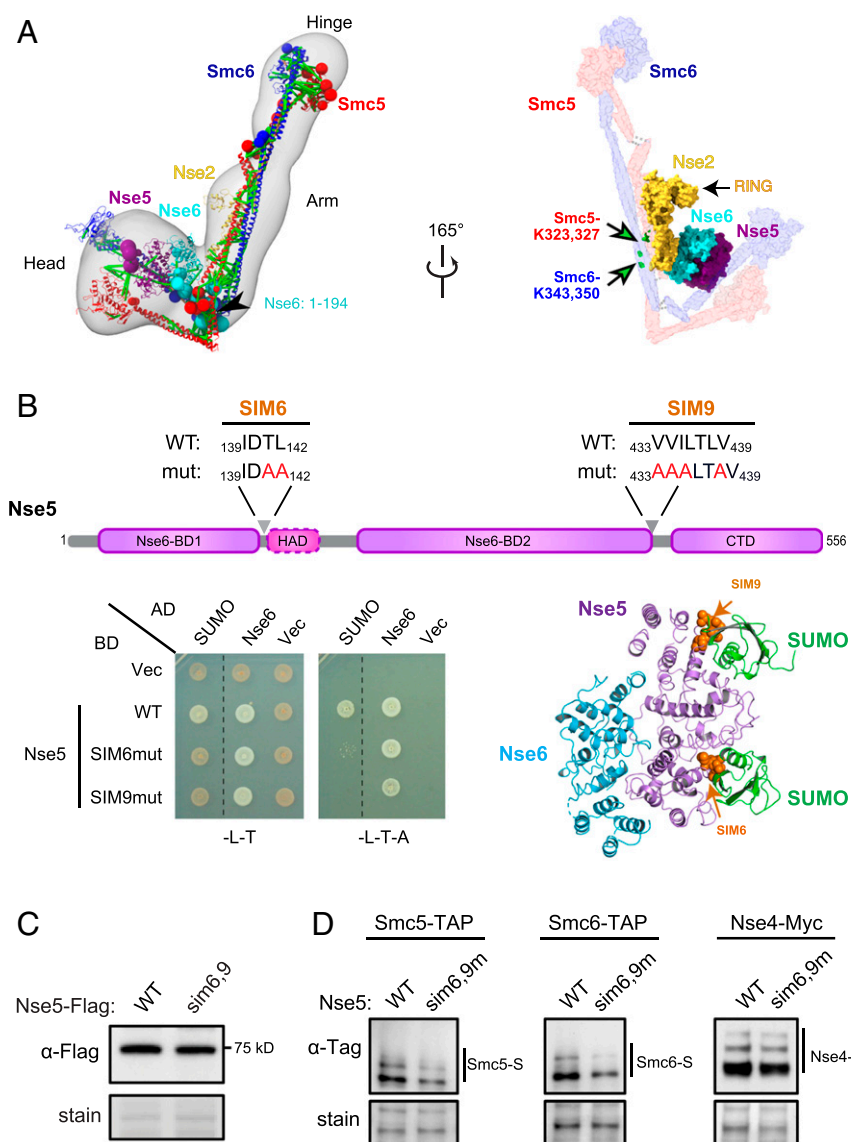 A
Hinge
Smc6
Smc5
Nse2
Nse5
Nse6
Arm
Head
Nse6: 1-194
165°
Smc5
Smc6
Nse2
RING
Smc5-
K323,327
Nse6
Nse5
Smc6-
K343,350
B
SIM6
WT: 139IDTL142
mut: 139IDAA142
SIM9
WT: 433VVILTLV439
mut: 433AAALTAV439
Nse5
1 Nse6-BD1 HAD Nse6-BD2 CTD 556
AD
BD
SUMO Nse6 Vec SUMO Nse6 Vec
Vec
WT
Nse5 SIM6mut
SIM9mut
-L-T -L-T-A
Nse5
SIM9
SUMO
Nse6
SUMO
SIM6
C
WT sim6,9
Nse5-Flag:
α-Flag 75 kD
stain
D
Smc5-TAP Smc6-TAP Nse4-Myc
Nse5: WT sim6,9m WT sim6,9m WT sim6,9m
α-Tag Smc5-S Smc6-S Nse4-
stain